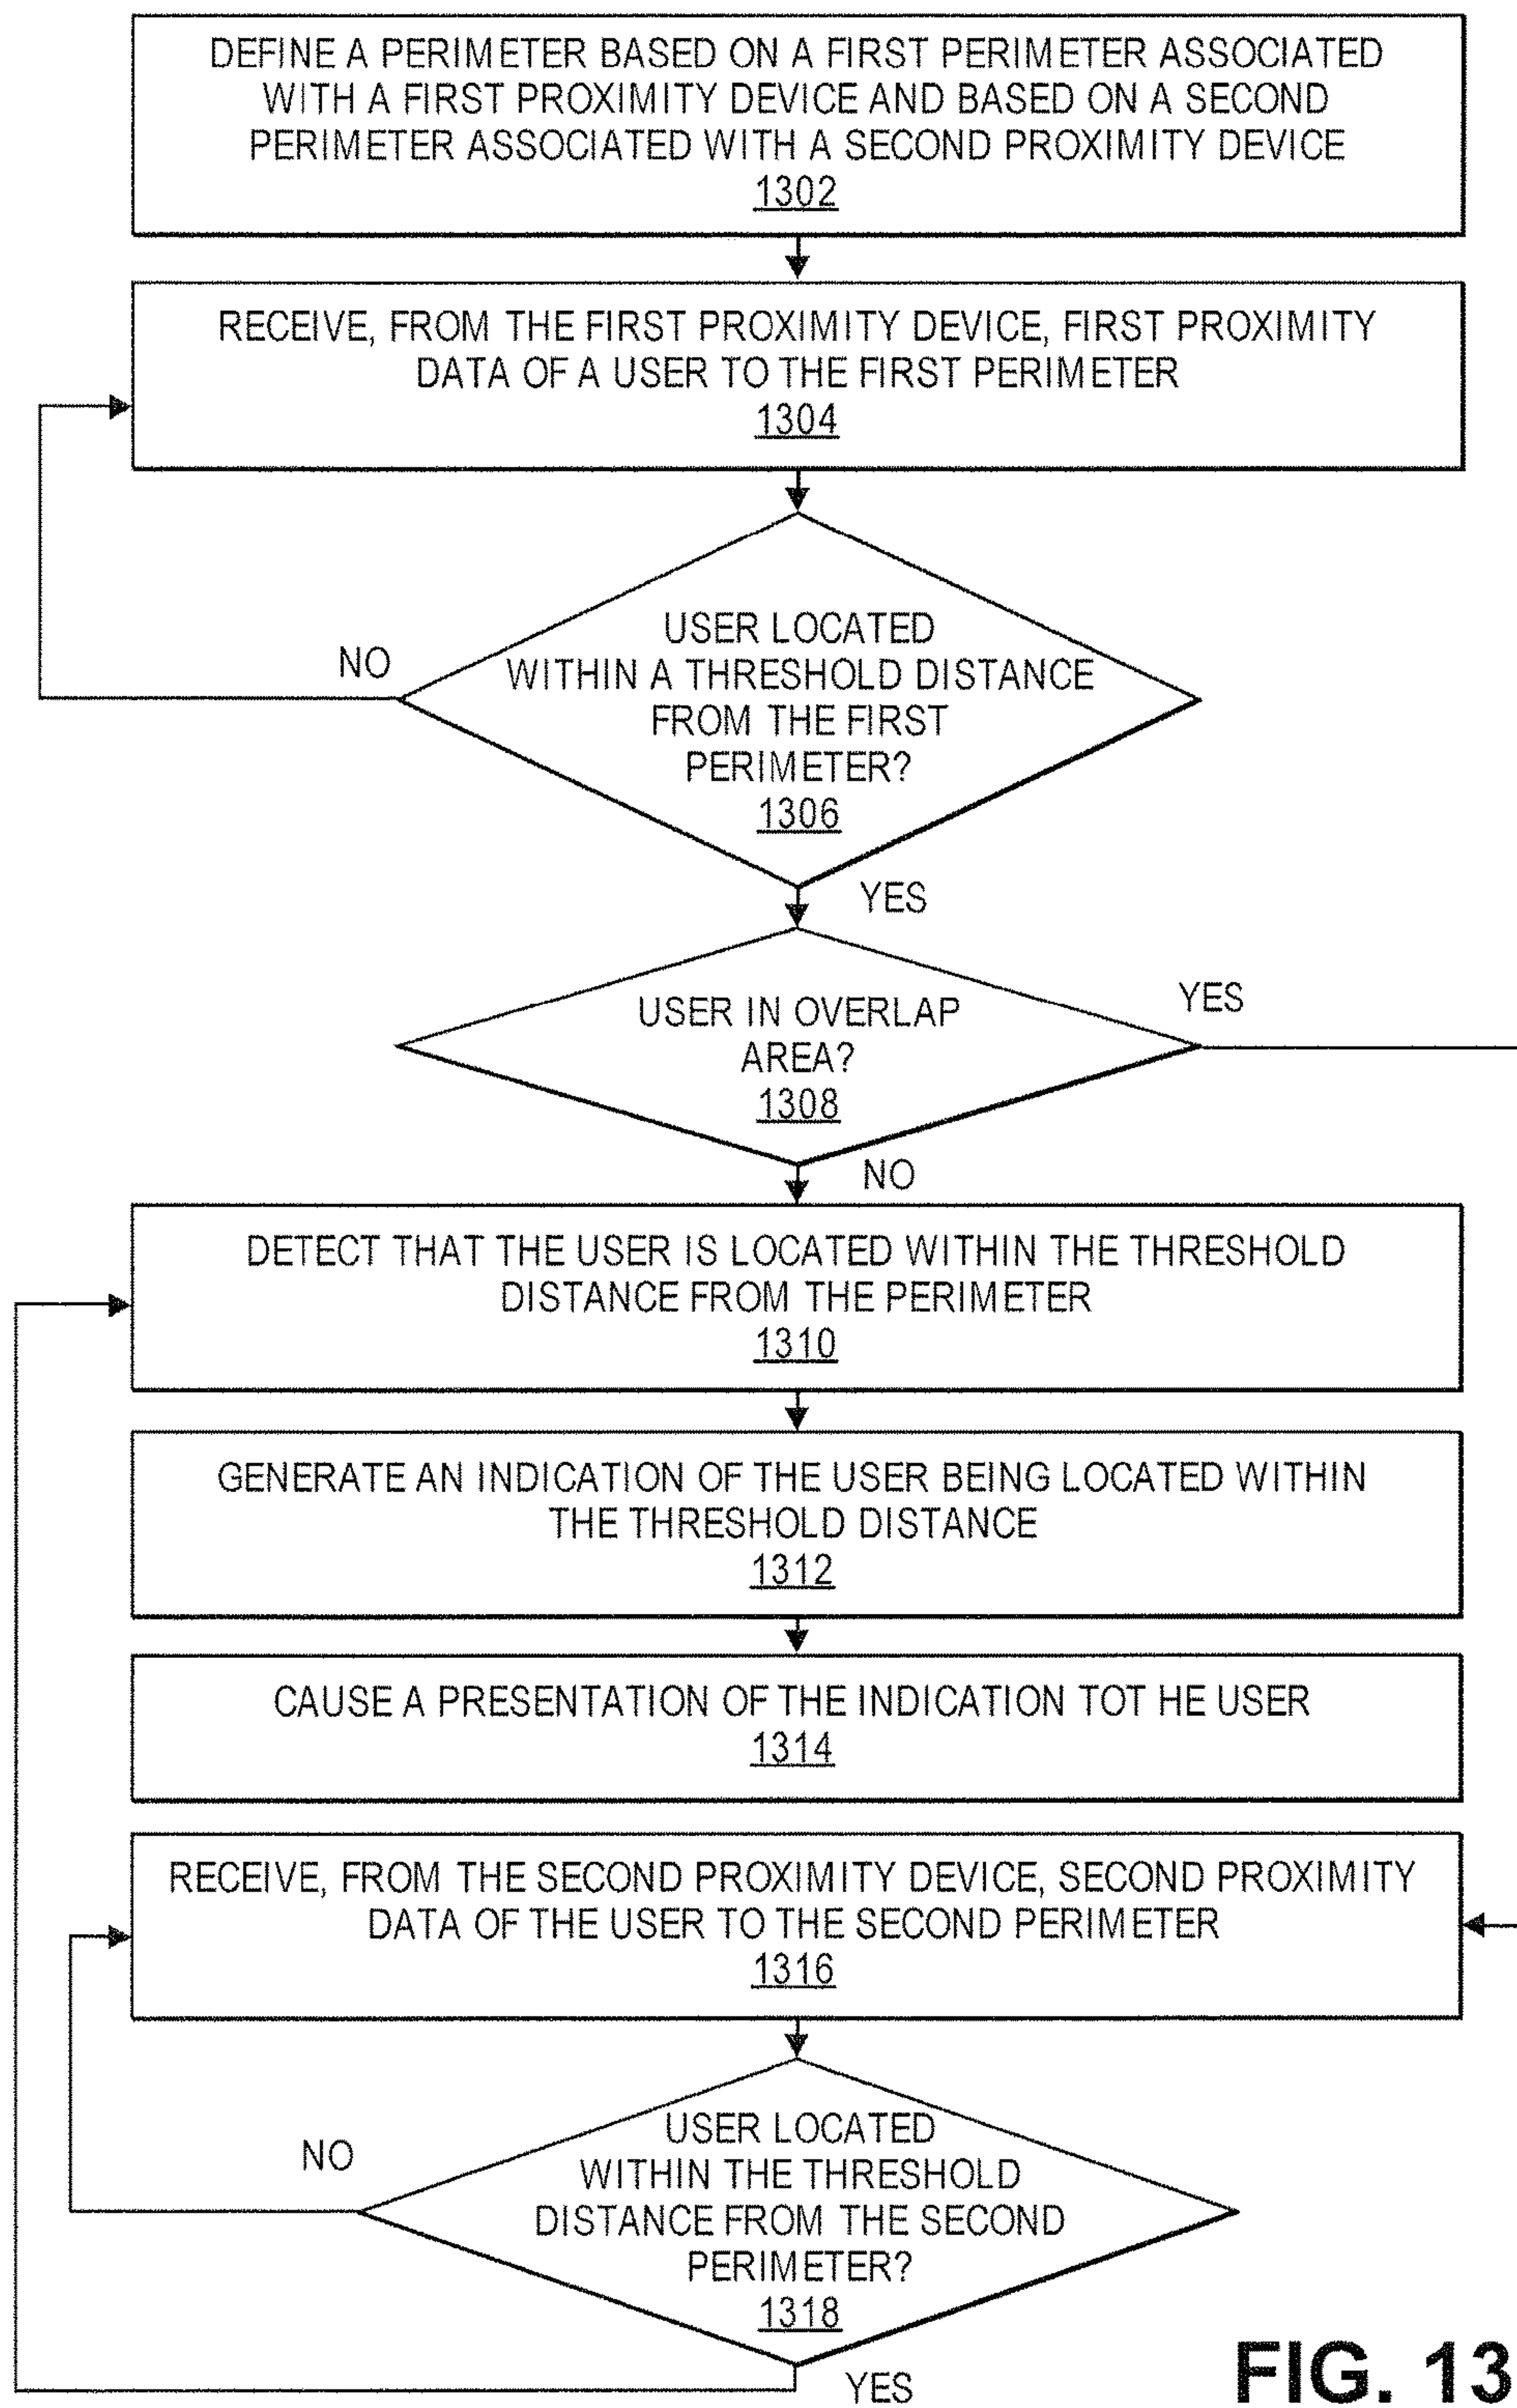 DEFINE A PERIMETER BASED ON A FIRST PERIMETER ASSOCIATED
WITH A FIRST PROXIMITY DEVICE AND BASED ON A SECOND
PERIMETER ASSOCIATED WITH A SECOND PROXIMITY DEVICE
1302
RECEIVE, FROM THE FIRST PROXIMITY DEVICE, FIRST PROXIMITY
DATA OF A USER TO THE FIRST PERIMETER
1304
USER LOCATED
NO
WITHIN A THRESHOLD DISTANCE
FROM THE FIRST
PERIMETER?
1306
YES
YES
USER IN OVERLAP
AREA?
1308
NO
DETECT THAT THE USER IS LOCATED WITHIN THE THRESHOLD
DISTANCE FROM THE PERIMETER
1310
GENERATE AN INDICATION OF THE USER BEING LOCATED WITHIN
THE THRESHOLD DISTANCE
1312
CAUSE A PRESENTATION OF THE INDICATION TOT HE USER
1314
RECEIVE, FROM THE SECOND PROXIMITY DEVICE, SECOND PROXIMITY
DATA OF THE USER TO THE SECOND PERIMETER
1316
USER LOCATED
NO
WITHIN THE THRESHOLD
DISTANCE FROM THE SECOND
PERIMETER?
1318
YES
FIG. 13